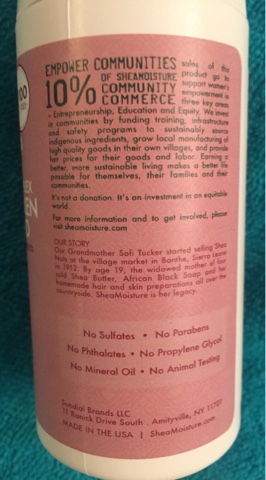 EMPOWER COMMUNITIES
10% OF SHEAMOISTURE COMMUNITY COMMERCE
sales of this
product go to
support women's
empowerment in
three key areas
- Entrepreneurship, Education and Equity. We invest
in communities by funding training, infrastructure
and safety programs to sustainably source
indigenous ingredients, grow local manufacturing of
high quality goods in their own villages, and provide
fair prices for their goods and labor. Earning a
better, more sustainable living makes a better life
possible for themselves, their families and their
communities.
It's not a donation. It's an investment in an equitable
world.
For more information and to get involved, please
visit sheamoisture.com
OUR STORY
Our Grandmother Sofi Tucker started selling Shea
Nuts at the village market in Bonthe, Sierra Leone
in 1912. By age 19, the widowed mother of four
sold Shea Butter, African Black Soap and her
homemade hair and skin preparations all over the
countryside. SheaMoisture is her legacy.
No Sulfates • No Parabens
No Phthalates • No Propylene Glycol
No Mineral Oil • No Animal Testing
Sundial Brands LLC
11 Ranick Drive South . Amityville, NY 11701
MADE IN THE USA | SheaMoisture.com